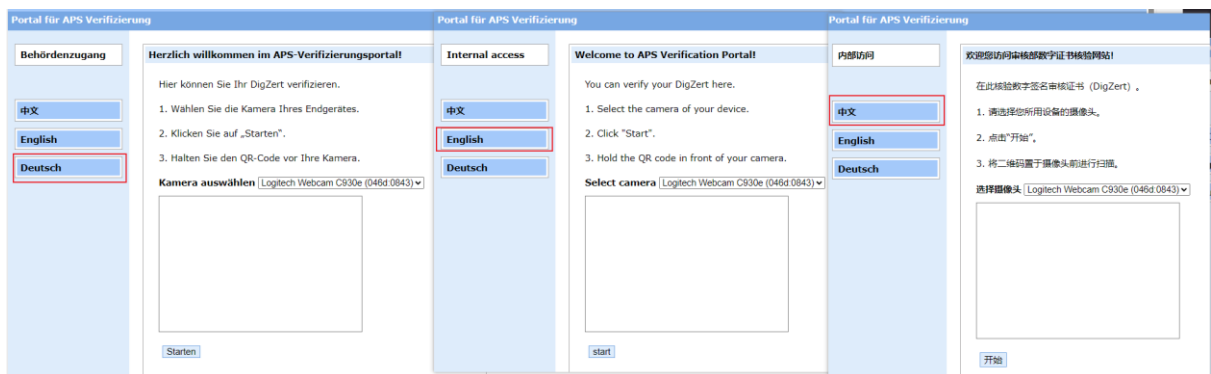 Portal für APS Verifizierung
Behördenzugang
中文
English
Deutsch
Herzlich willkommen im APS-Verifizierungsportal!
Hier können Sie Ihr DigZert verifizieren.
1. Wählen Sie die Kamera Ihres Endgerätes.
2. Klicken Sie auf „Starten".
3. Halten Sie den QR-Code vor Ihre Kamera.
Kamera auswählen Logitech Webcam C930e (046d:0843)
Starten
Portal für APS Verifizierung
Internal access
中文
English
Deutsch
Welcome to APS Verification Portal!
You can verify your DigZert here.
1. Select the camera of your device.
2. Click "Start".
3. Hold the QR code in front of your camera.
Select camera Logitech Webcam C930e (046d:0843)
start
Portal für APS Verifizierung
内部访问
中文
English
Deutsch
欢迎您访问审核部数字证书核验网站!
在此核验数字签名审核证书（DigZert）。
1. 请选择您所用设备的摄像头。
2. 点击"开始"。
3. 将二维码置于摄像头前进行扫描。
选择摄像头 Logitech Webcam C930e (046d:0843)
开始